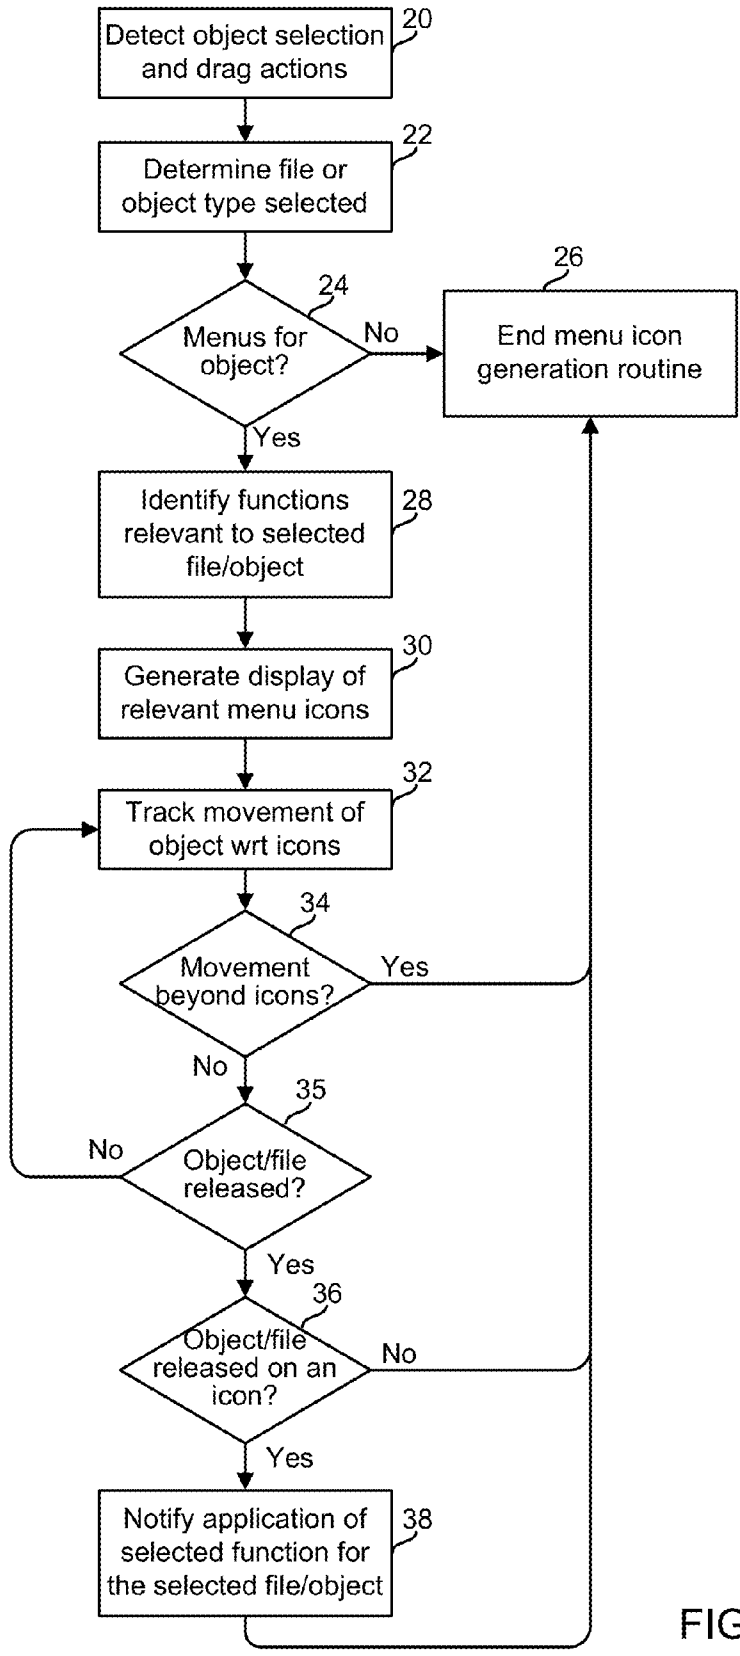 Detect object selection
and drag actions
20
Determine file or
object type selected
22
Menus for
object?
24
No
Yes
End menu icon
generation routine
26
Identify functions
relevant to selected
file/object
28
Generate display of
relevant menu icons
30
Track movement of
object wrt icons
32
Movement
beyond icons?
34
Yes
No
Object/file
released?
35
No
Yes
Object/file
released on an
icon?
36
No
Yes
Notify application of
selected function for
the selected file/object
38
FIG